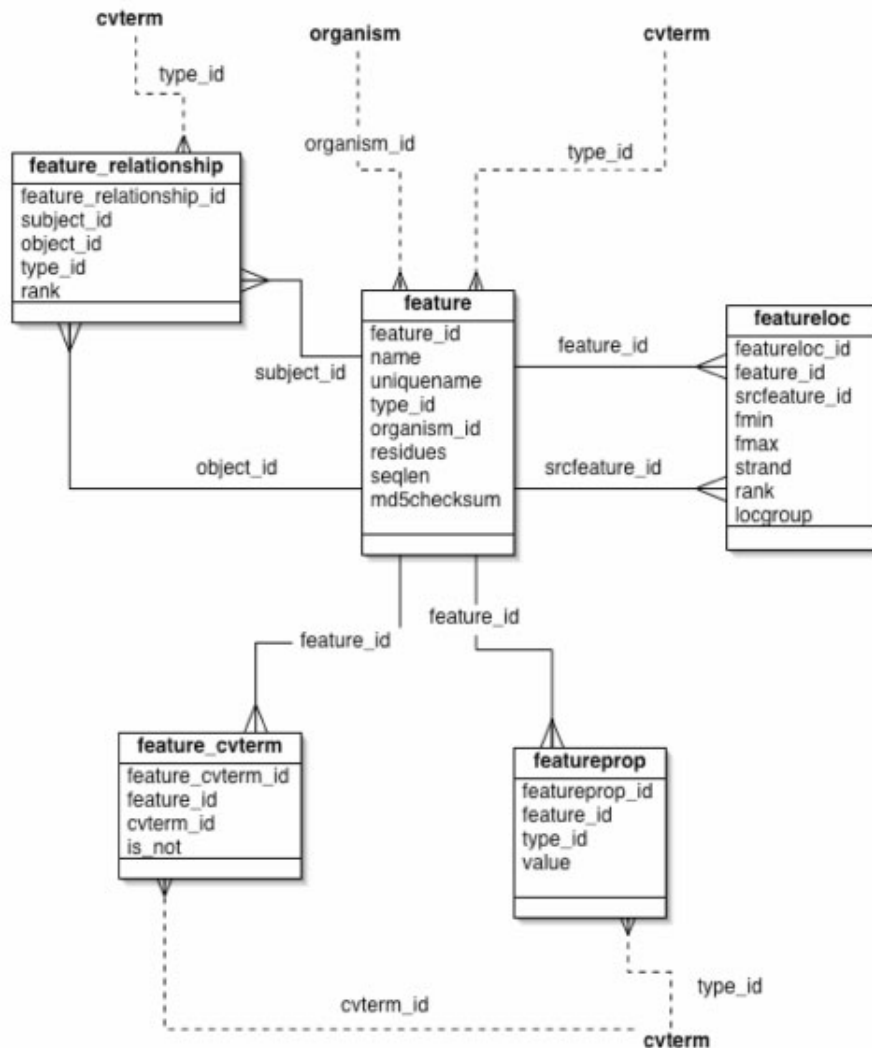 cvterm
organism
cvterm
type_id
organism_id
type_id
feature_relationship
feature_relationship_id
subject_id
object_id
type_id
rank
subject_id
object_id
feature
feature_id
name
uniquename
type_id
organism_id
residues
seqlen
md5checksum
feature_id
srcfeature_id
featureloc
featureloc_id
feature_id
srcfeature_id
fmin
fmax
strand
rank
locgroup
feature_id
feature_id
feature_cvterm
feature_cvterm_id
feature_id
cvterm_id
is_not
featureprop
featureprop_id
feature_id
type_id
value
cvterm_id
type_id
cvterm